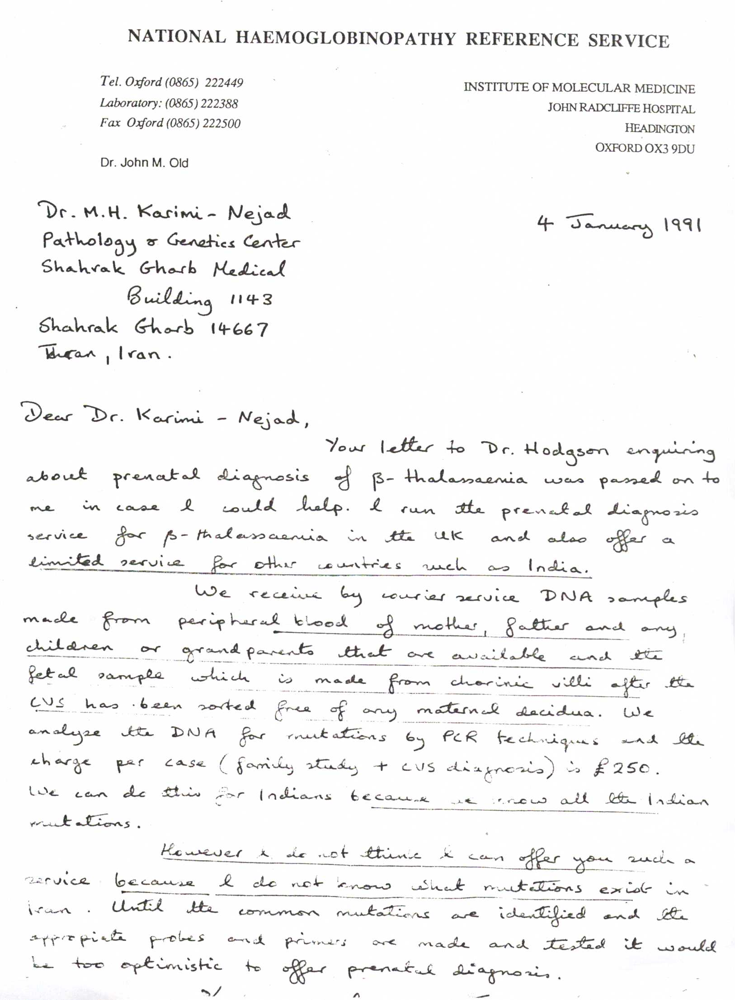 NATIONAL HAEMOGLOBINOPATHY REFERENCE SERVICE
Tel. Oxford (0865) 222449
Laboratory: (0865) 222388
Fax Oxford (0865) 222500
Dr. John M. Old
INSTITUTE OF MOLECULAR MEDICINE
JOHN RADCLIFFE HOSPITAL
HEADINGTON
OXFORD OX3 9DU
4 January 1991
Dr. M.H. Karimi - Nejad
Pathology & Genetics Center
Shahrak Gharb Medical
Building 1143
Shahrak Gharb 14667
Iran.
Dear Dr. Karimi - Nejad,
Your letter to Dr. Hodgson enquiring
about prenatal diagnosis of β- thalassaemia was passed on to
me in case I could help. I run the prenatal diagnosis
service for β- thalassaemia in the UK and also offer a
limited service for other countries such as India.
We receive by courier service DNA samples
made from peripheral blood of mother, father and any
children or grandparents that are available and the
fetal sample which is made from chorinic villi after the
CVS has been sorted free of any maternal decidua. We
analyse the DNA for mutations by PCR techniques and the
charge per case (family study + CVS diagnosis) is £250.
We can do this for Indians because we know all the Indian
mutations.
However I do not think I can offer you such a
service because I do not know what mutations exist in
Iran. Until the common mutations are identified and the
appropiate probes and primers are made and tested it would
be too optimistic to offer prenatal diagnosis.